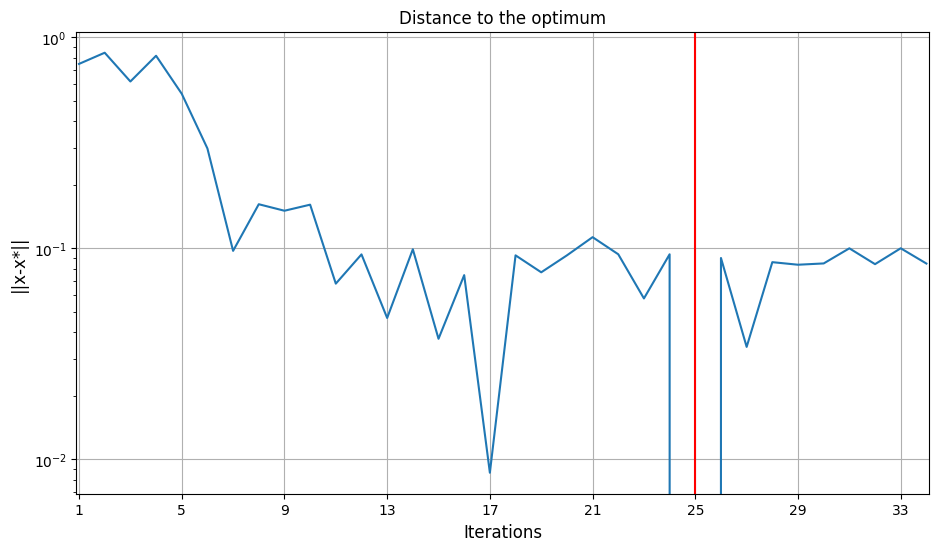 Distance to the optimum
||x-x*||
10⁰
10⁻¹
10⁻²
1 5 9 13 17 21 25 29 33
Iterations